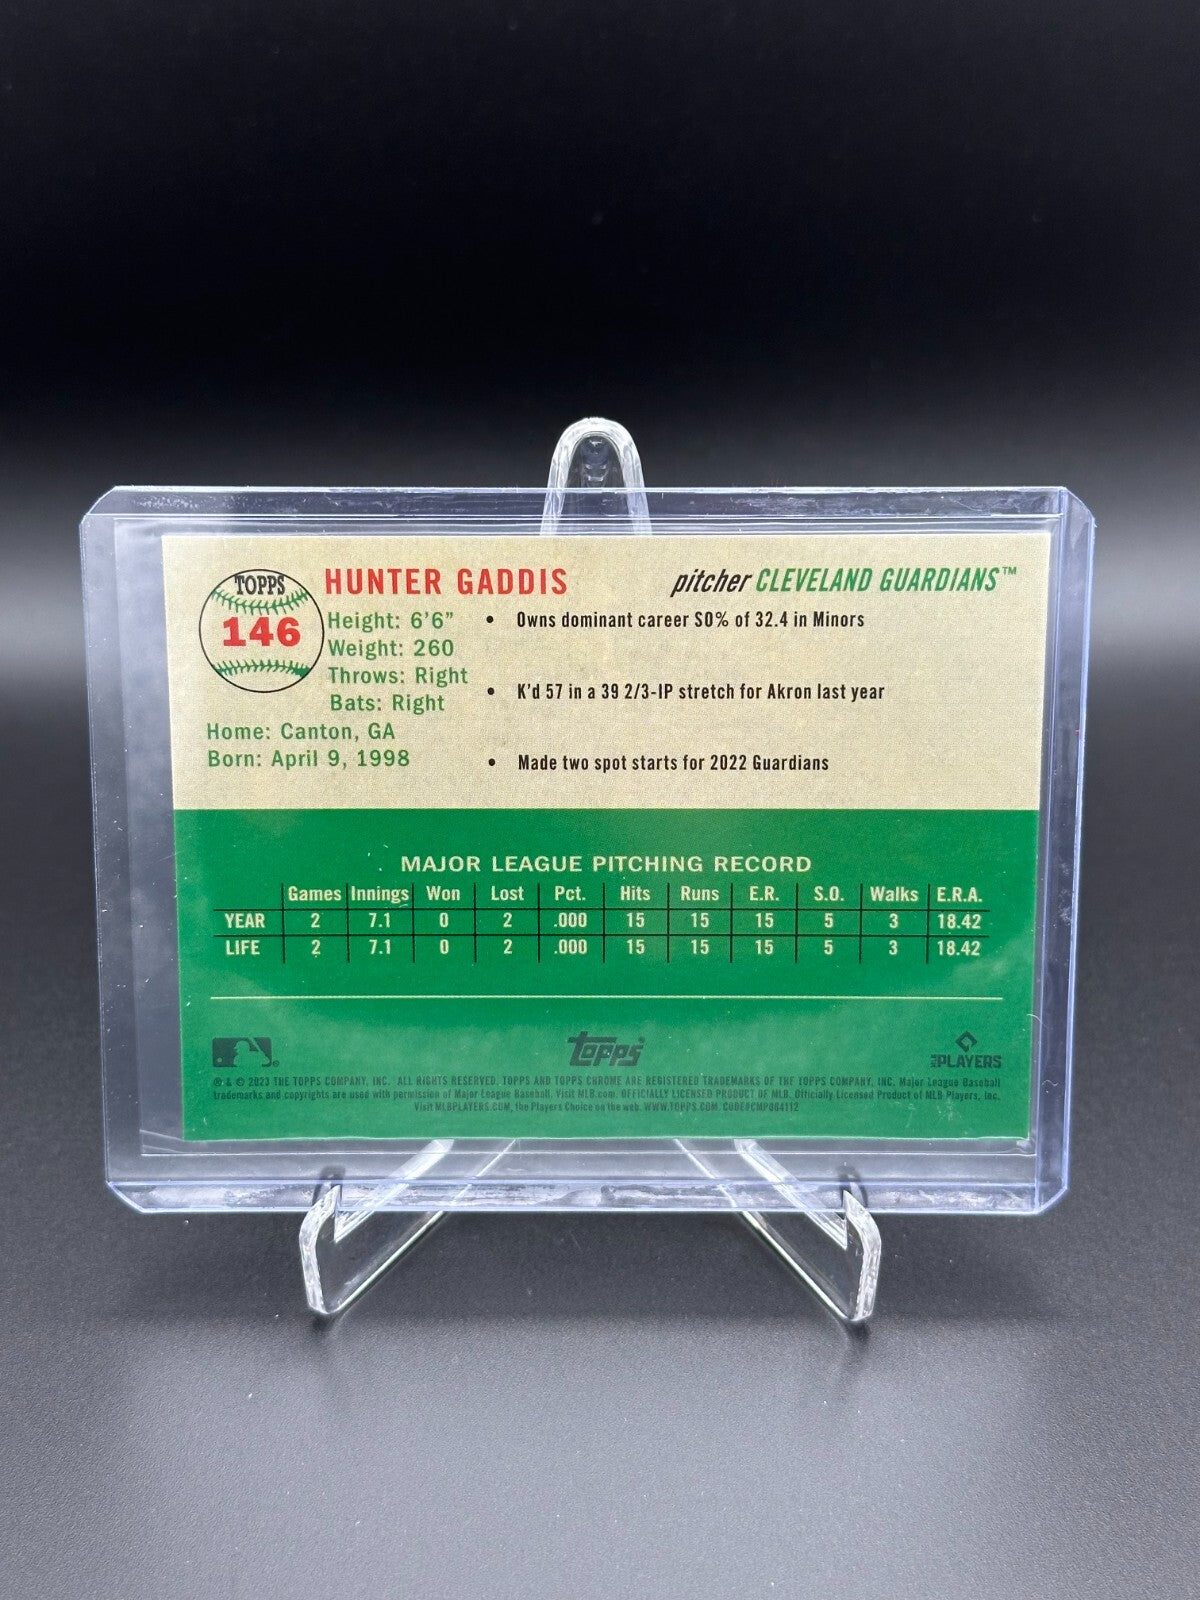 TOPPS
146
HUNTER GADDIS
pitcher CLEVELAND GUARDIANS™
Height: 6'6"
Weight: 260
Throws: Right
Bats: Right
Home: Canton, GA
Born: April 9, 1998
• Owns dominant career SO% of 32.4 in Minors
• K'd 57 in a 39 2/3-IP stretch for Akron last year
• Made two spot starts for 2022 Guardians
MAJOR LEAGUE PITCHING RECORD
Games Innings Won Lost Pct. Hits Runs E.R. S.O. Walks E.R.A.
YEAR 2 7.1 0 2 .000 15 15 15 5 3 18.42
LIFE 2 7.1 0 2 .000 15 15 15 5 3 18.42
topps
MLB PLAYERS
® & © 2023 THE TOPPS COMPANY, INC. ALL RIGHTS RESERVED. TOPPS AND TOPPS CHROME ARE REGISTERED TRADEMARKS OF THE TOPPS COMPANY, INC. Major League Baseball
trademarks and copyrights are used with permission of Major League Baseball. Visit MLB.com. OFFICIALLY LICENSED PRODUCT OF MLB. Officially Licensed Product of MLB Players, Inc.
Visit MLBPLAYERS.COM, the Players Choice on the web. WWW.TOPPS.COM. CODE#CMP084112